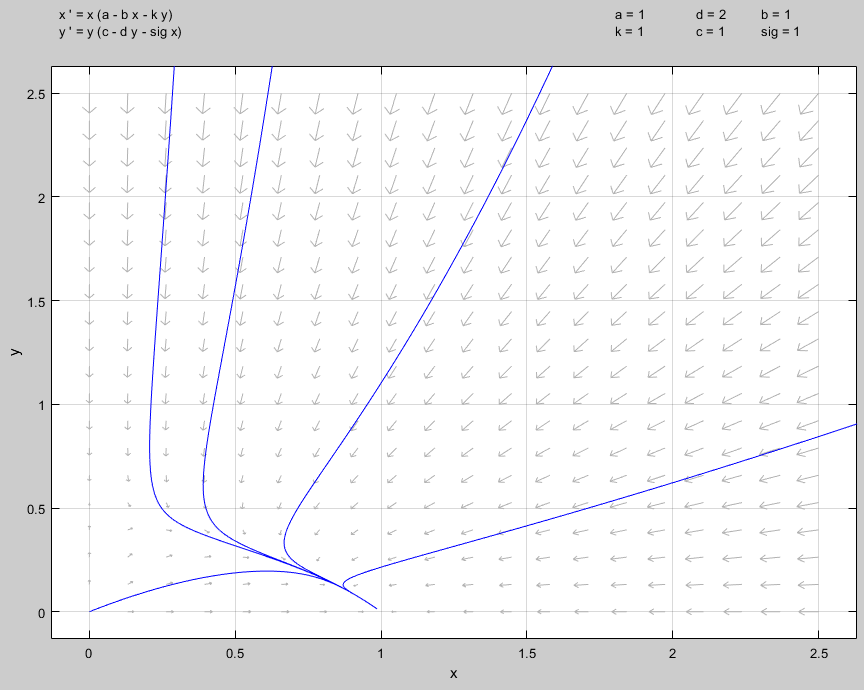 x ' = x (a - b x - k y)
y ' = y (c - d y - sig x)
a = 1 d = 2 b = 1
k = 1 c = 1 sig = 1
2.5
2
1.5
y
1
0.5
0
0 0.5 1 1.5 2 2.5
x